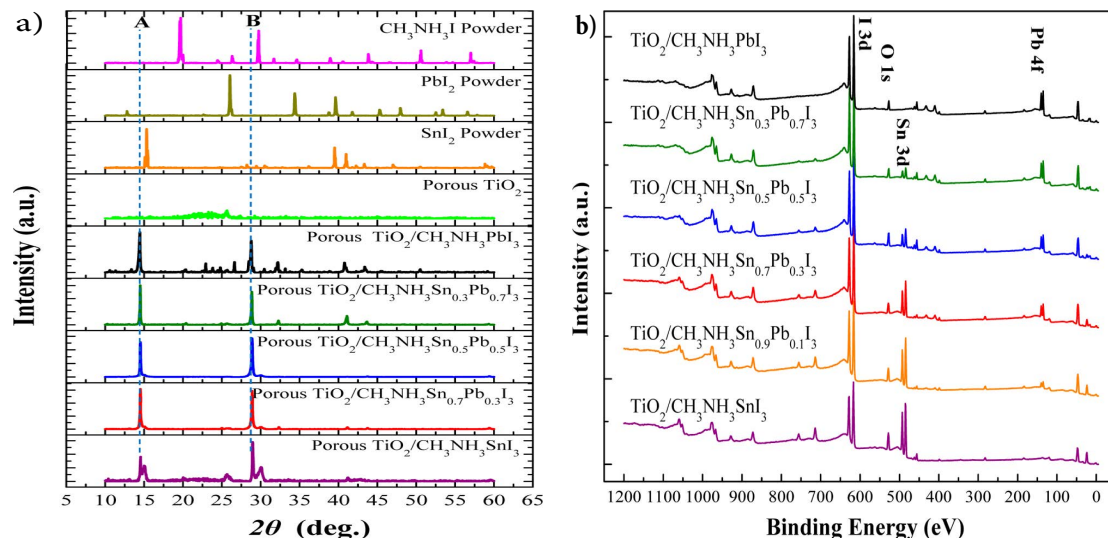 a)
A
B
CH₃NH₃I Powder
PbI₂ Powder
SnI₂ Powder
Porous TiO₂
Porous TiO₂/CH₃NH₃PbI₃
Porous TiO₂/CH₃NH₃Sn₀.₃Pb₀.₇I₃
Porous TiO₂/CH₃NH₃Sn₀.₅Pb₀.₅I₃
Porous TiO₂/CH₃NH₃Sn₀.₇Pb₀.₃I₃
Porous TiO₂/CH₃NH₃SnI₃
Intensity (a.u.)
5 10 15 20 25 30 35 40 45 50 55 60 65
2θ (deg.)
b)
TiO₂/CH₃NH₃PbI₃
TiO₂/CH₃NH₃Sn₀.₃Pb₀.₇I₃
TiO₂/CH₃NH₃Sn₀.₅Pb₀.₅I₃
TiO₂/CH₃NH₃Sn₀.₇Pb₀.₃I₃
TiO₂/CH₃NH₃Sn₀.₉Pb₀.₁I₃
TiO₂/CH₃NH₃SnI₃
I 3d
O 1s
Sn 3d
Pb 4f
Intensity (a.u.)
1200 1100 1000 900 800 700 600 500 400 300 200 100 0
Binding Energy (eV)